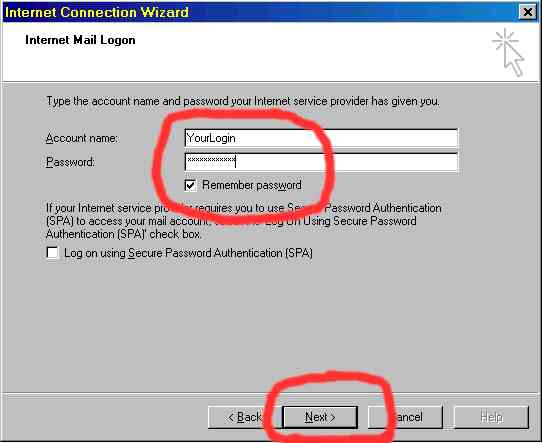 Internet Connection Wizard
Internet Mail Logon
Type the account name and password your Internet service provider has given you.
Account name:
YourLogin
Password:
***********
Remember password
If your Internet service provider requires you to use Secure Password Authentication
(SPA) to access your mail account, the 'Log On Using Secure Password
Authentication (SPA)' check box.
Log on using Secure Password Authentication (SPA)
< Back
Next >
Cancel
Help